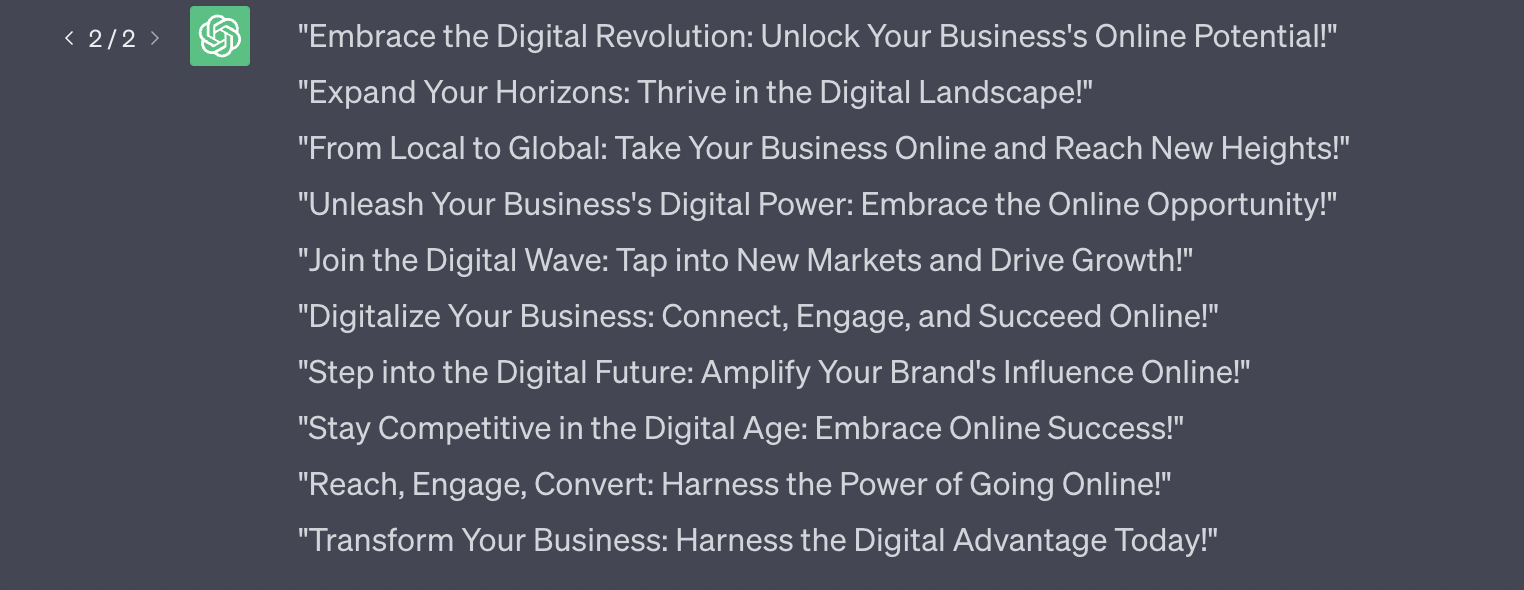 < 2 / 2 >
"Embrace the Digital Revolution: Unlock Your Business's Online Potential!"
"Expand Your Horizons: Thrive in the Digital Landscape!"
"From Local to Global: Take Your Business Online and Reach New Heights!"
"Unleash Your Business's Digital Power: Embrace the Online Opportunity!"
"Join the Digital Wave: Tap into New Markets and Drive Growth!"
"Digitalize Your Business: Connect, Engage, and Succeed Online!"
"Step into the Digital Future: Amplify Your Brand's Influence Online!"
"Stay Competitive in the Digital Age: Embrace Online Success!"
"Reach, Engage, Convert: Harness the Power of Going Online!"
"Transform Your Business: Harness the Digital Advantage Today!"